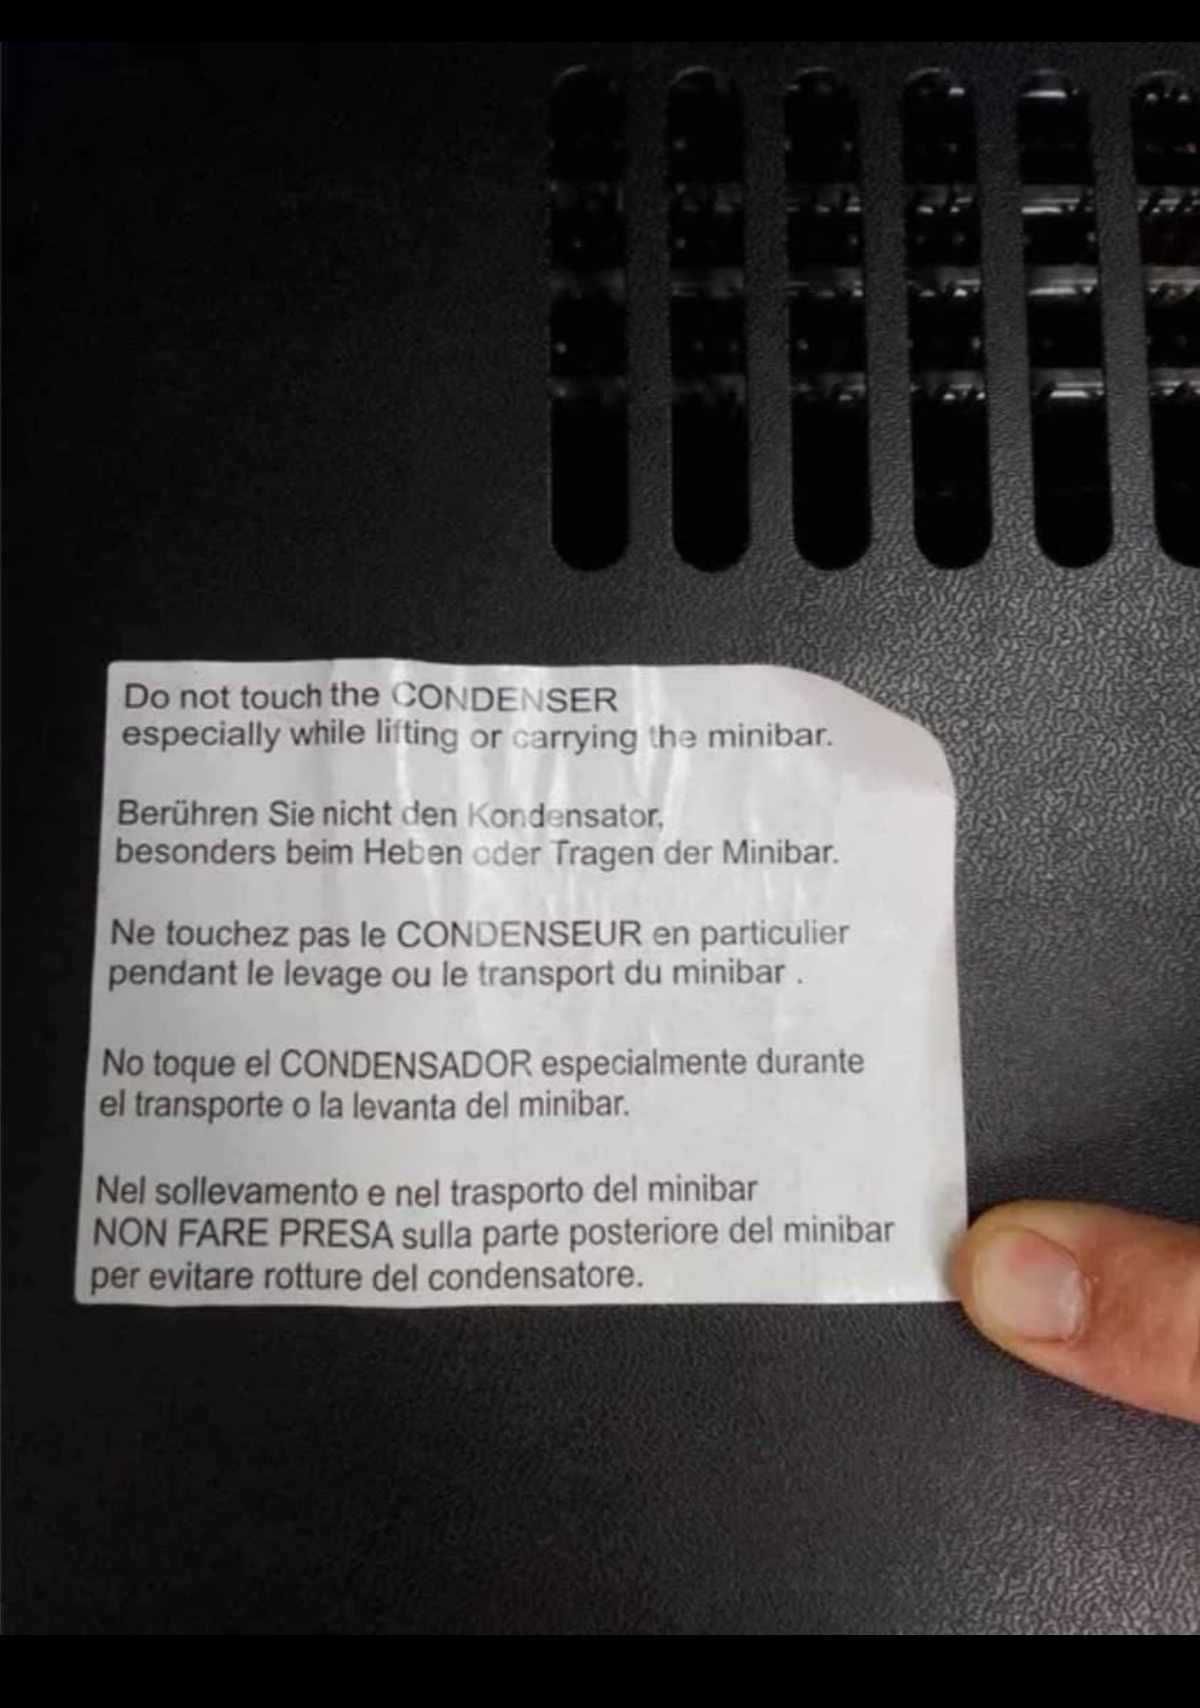 Do not touch the CONDENSER
especially while lifting or carrying the minibar.
Berühren Sie nicht den Kondensator,
besonders beim Heben oder Tragen der Minibar.
Ne touchez pas le CONDENSEUR en particulier
pendant le levage ou le transport du minibar .
No toque el CONDENSADOR especialmente durante
el transporte o la levanta del minibar.
Nel sollevamento e nel trasporto del minibar
NON FARE PRESA sulla parte posteriore del minibar
per evitare rotture del condensatore.